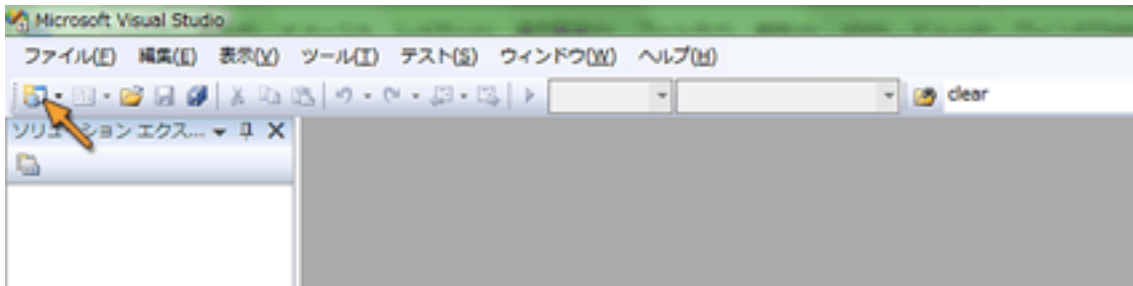 Microsoft Visual Studio
ファイル(F) 編集(E) 表示(V) ツール(T) テスト(S) ウィンドウ(W) ヘルプ(H)
clear
ソリューション エクス...